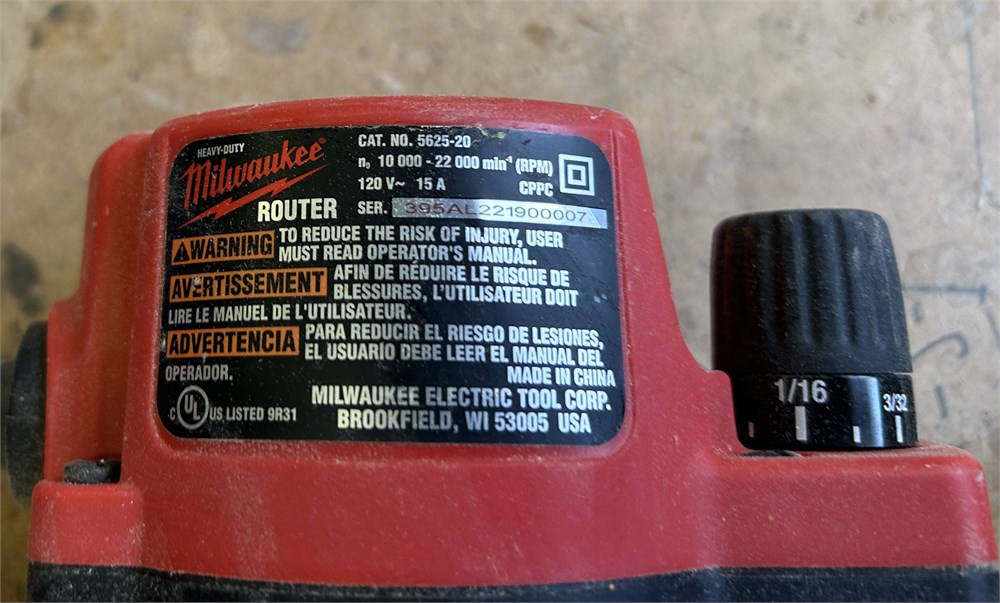 HEAVY-DUTY
Milwaukee
ROUTER
CAT. NO. 5625-20
n₀ 10 000 - 22 000 min⁻¹ (RPM)
120 V~ 15 A CPPC
SER. 395AL221900007
WARNING TO REDUCE THE RISK OF INJURY, USER
MUST READ OPERATOR'S MANUAL.
AVERTISSEMENT AFIN DE RÉDUIRE LE RISQUE DE
BLESSURES, L'UTILISATEUR DOIT
LIRE LE MANUEL DE L'UTILISATEUR.
ADVERTENCIA PARA REDUCIR EL RIESGO DE LESIONES,
EL USUARIO DEBE LEER EL MANUAL DEL
OPERADOR.
MADE IN CHINA
C UL US LISTED 9R31
MILWAUKEE ELECTRIC TOOL CORP.
BROOKFIELD, WI 53005 USA
1/16
3/32